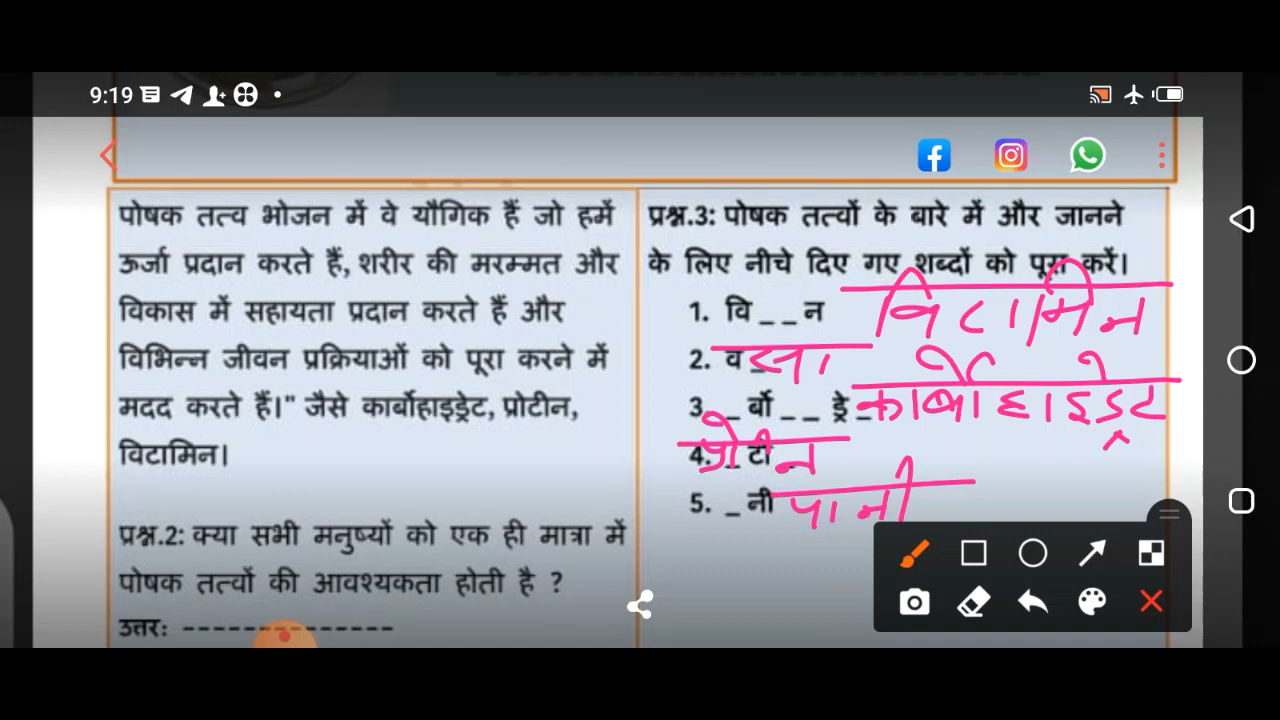 9:19
पोषक तत्व भोजन में वे यौगिक हैं जो हमें
ऊर्जा प्रदान करते हैं, शरीर की मरम्मत और
विकास में सहायता प्रदान करते हैं और
विभिन्न जीवन प्रक्रियाओं को पूरा करने में
मदद करते हैं।" जैसे कार्बोहाइड्रेट, प्रोटीन,
विटामिन।
प्रश्न.2: क्या सभी मनुष्यों को एक ही मात्रा में
पोषक तत्वों की आवश्यकता होती है ?
उत्तर: --------------
प्रश्न.3: पोषक तत्वों के बारे में और जानने
के लिए नीचे दिए गए शब्दों को पूरा करें।
1. वि _ _ न विटामिन
2. व _ सा
3. _ र्बो _ _ ड्रे _ कार्बोहाइड्रेट
4. _ टी _ प्रोटीन
5. _ नी पानी